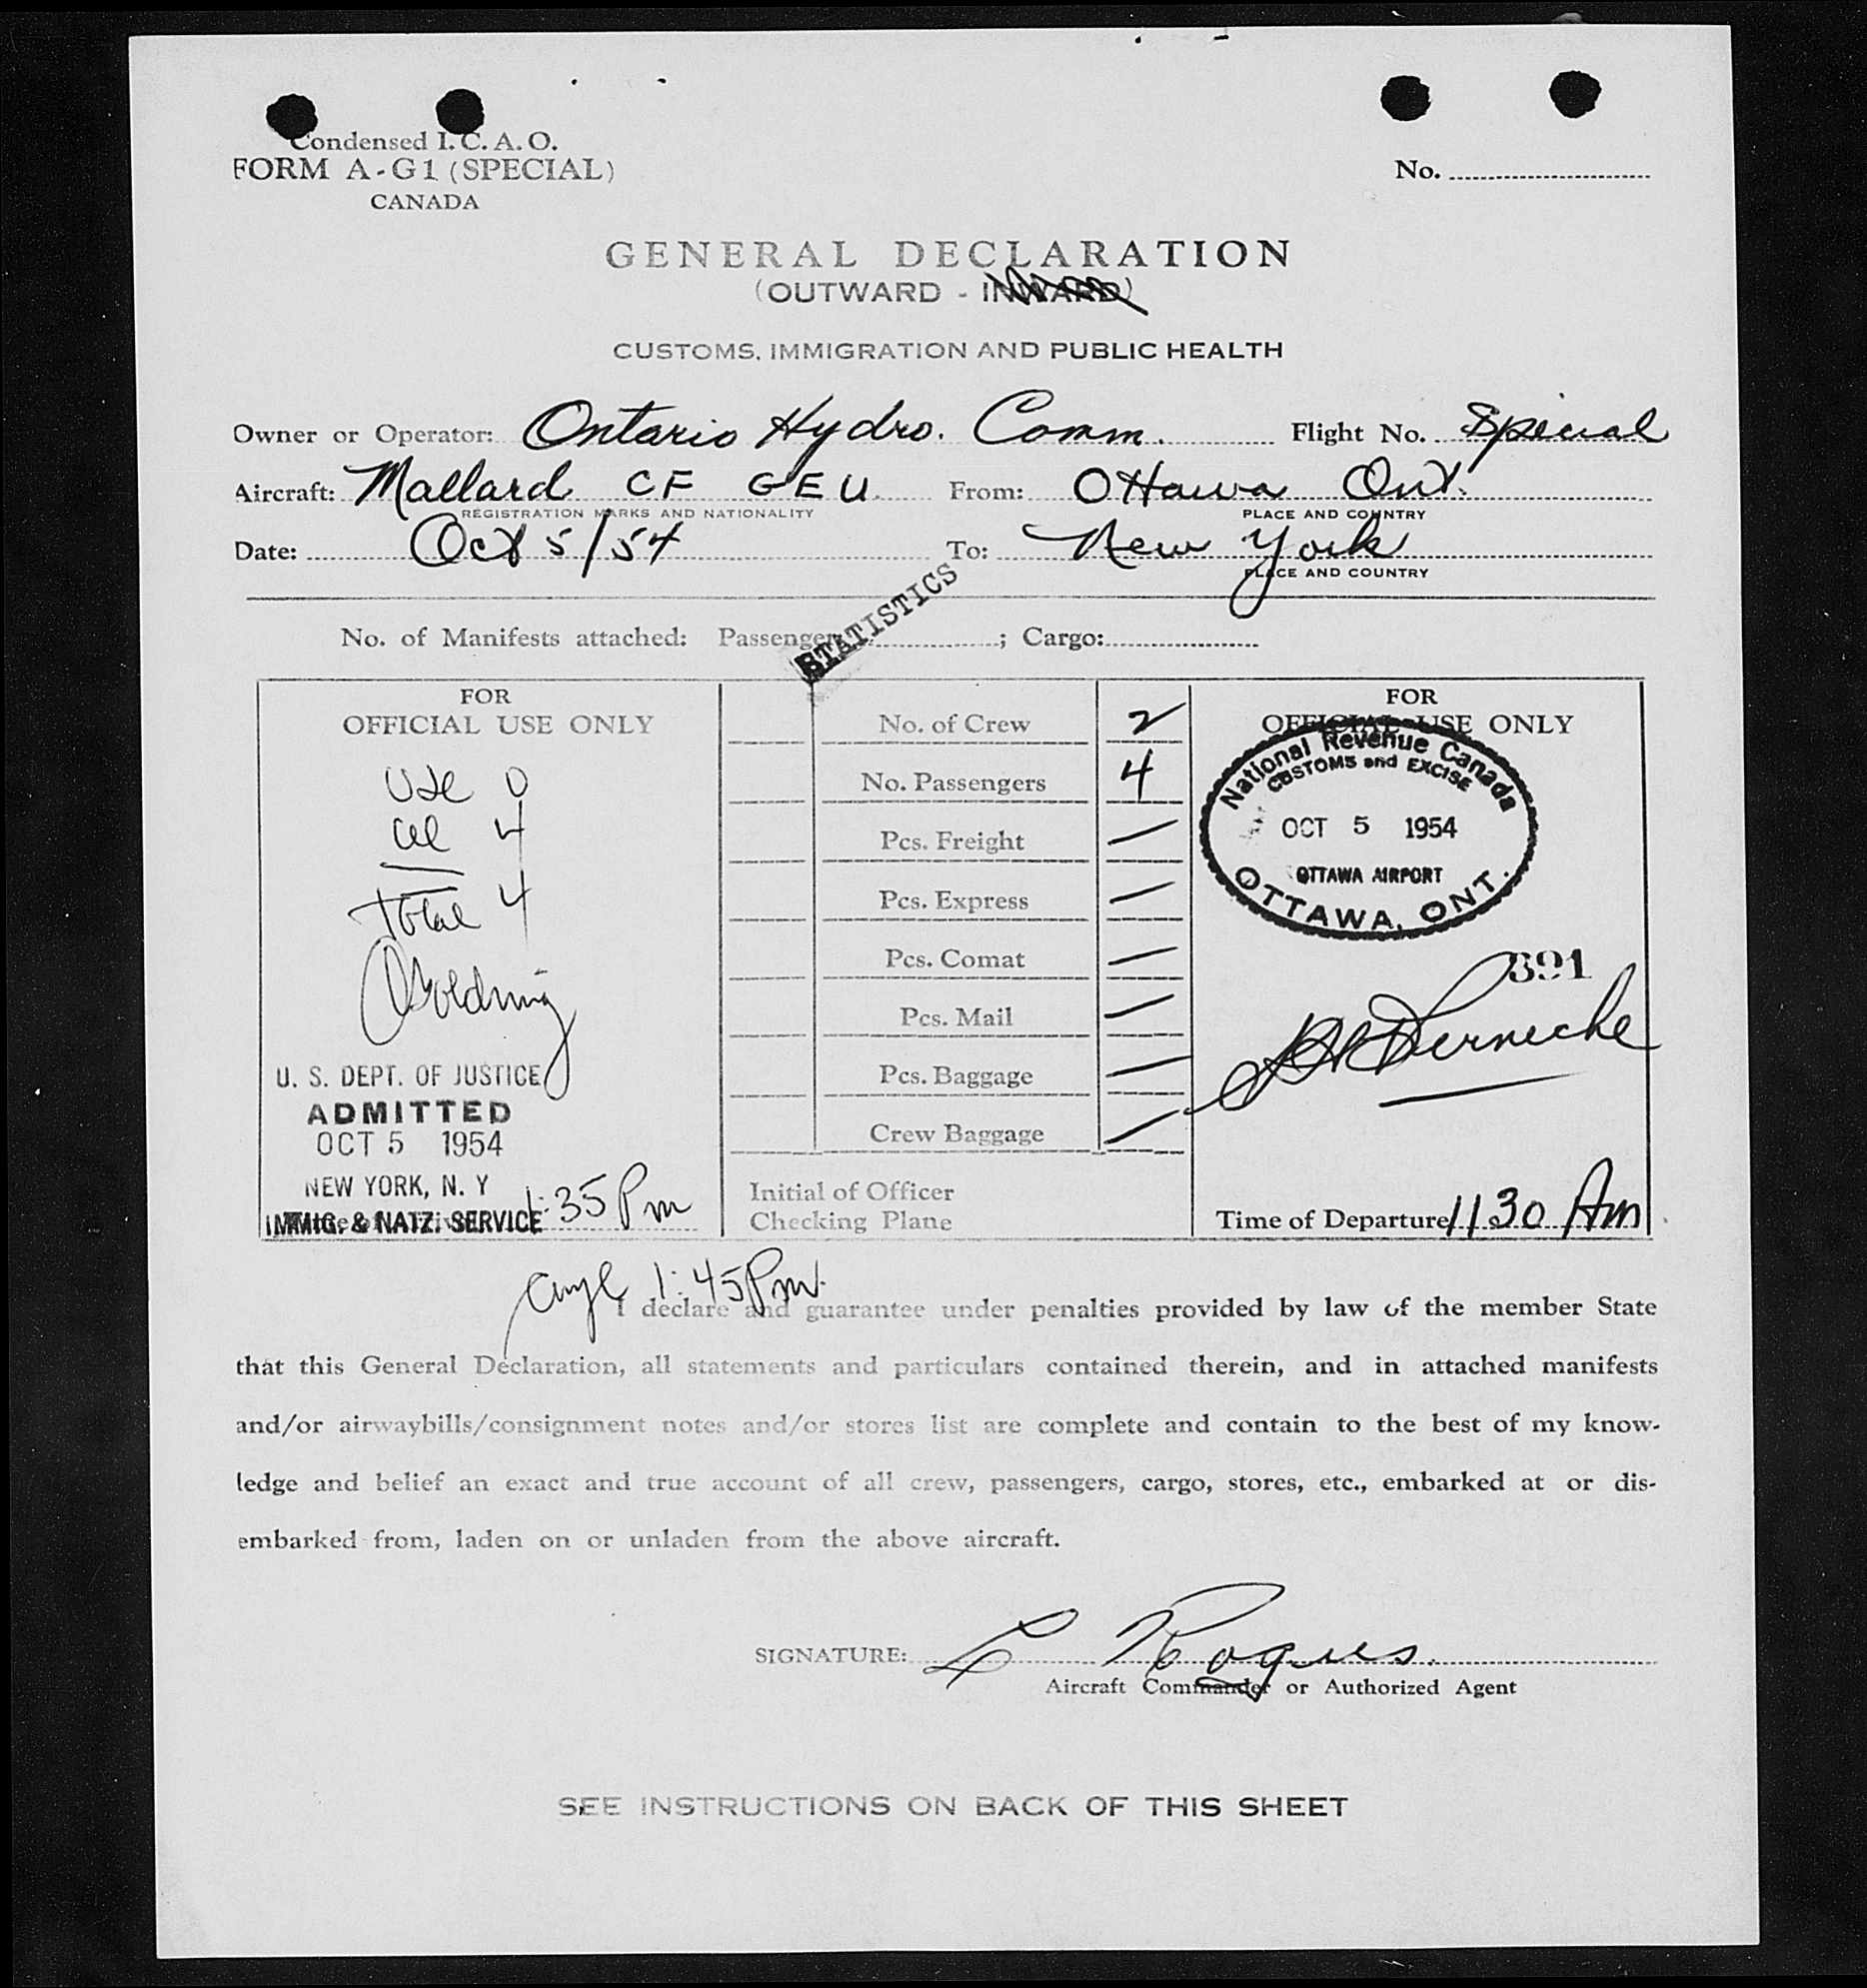 Condensed I. C. A. O.
FORM A-G1 (SPECIAL)
CANADA
No.
GENERAL DECLARATION
(OUTWARD - INWARD)
CUSTOMS, IMMIGRATION AND PUBLIC HEALTH
Owner or Operator: Ontario Hydro. Comm. Flight No. Special
Aircraft: Mallard CF GEU From: Ottawa Ont.
REGISTRATION MARKS AND NATIONALITY PLACE AND COUNTRY
Date: Oct 5/54 To: New York
PLACE AND COUNTRY
STATISTICS
No. of Manifests attached: Passengers: ; Cargo:
FOR
OFFICIAL USE ONLY
0
4
Total 4
U. S. DEPT. OF JUSTICE
ADMITTED
OCT 5 1954
NEW YORK, N. Y
IMMIG. & NATZ. SERVICE 1:35 Pm
No. of Crew 2
No. Passengers 4
Pcs. Freight —
Pcs. Express —
Pcs. Comat —
Pcs. Mail —
Pcs. Baggage —
Crew Baggage —
Initial of Officer
Checking Plane
FOR
OFFICIAL USE ONLY
National Revenue Canada
CUSTOMS and EXCISE
OCT 5 1954
OTTAWA AIRPORT
OTTAWA, ONT.
391
Time of Departure 11.30 Am
1:45 Pm.
I declare and guarantee under penalties provided by law of the member State
that this General Declaration, all statements and particulars contained therein, and in attached manifests
and/or airwaybills/consignment notes and/or stores list are complete and contain to the best of my know-
ledge and belief an exact and true account of all crew, passengers, cargo, stores, etc., embarked at or dis-
embarked from, laden on or unladen from the above aircraft.
SIGNATURE:
Aircraft Commander or Authorized Agent
SEE INSTRUCTIONS ON BACK OF THIS SHEET